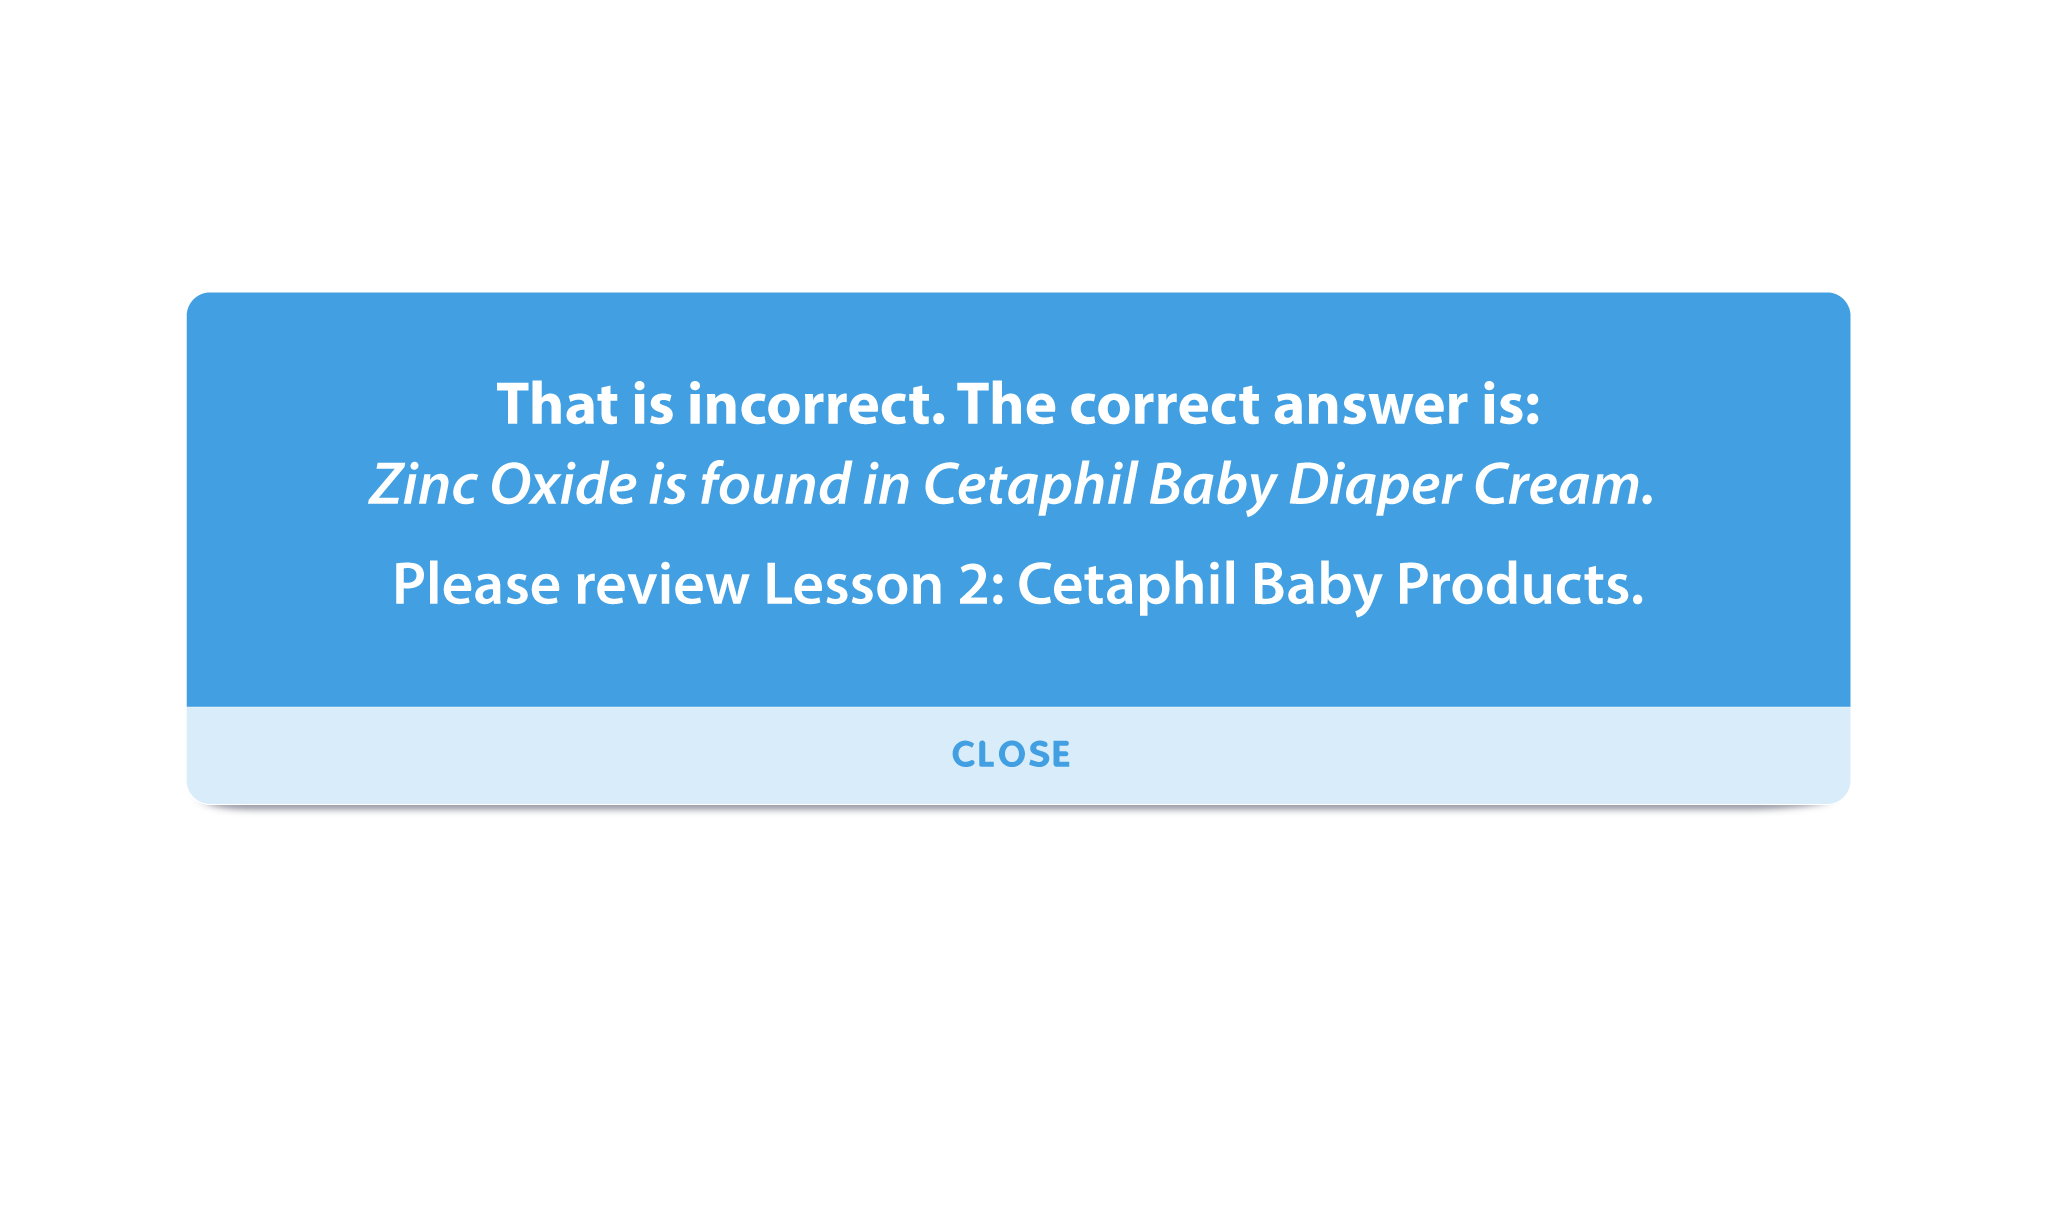 That is incorrect. The correct answer is:
Zinc Oxide is found in Cetaphil Baby Diaper Cream.
Please review Lesson 2: Cetaphil Baby Products.
CLOSE